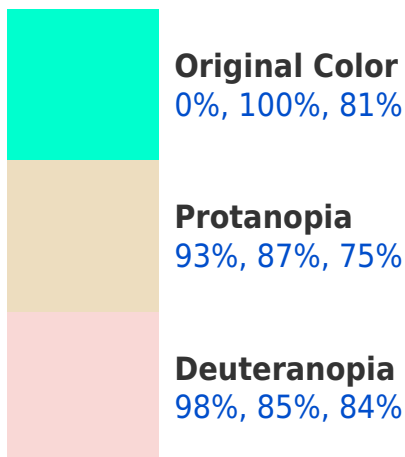 Original Color
0%, 100%, 81%
Protanopia
93%, 87%, 75%
Deuteranopia
98%, 85%, 84%